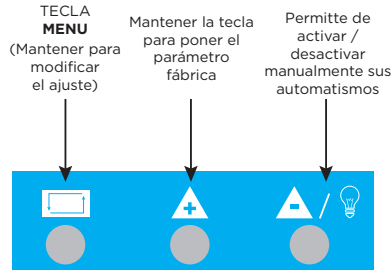 TECLA
MENU
(Mantener para
modificar
el ajuste)
Mantener la tecla
para poner el
parámetro
fábrica
Permitte de
activar /
desactivar
manualmente sus
automatismos
+
- /